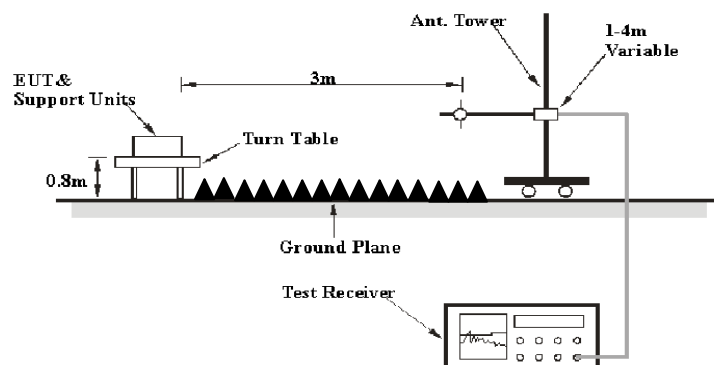 Ant. Tower
1-4m
Variable
3m
EUT&
Support Units
Turn Table
0.8m
Ground Plane
Test Receiver